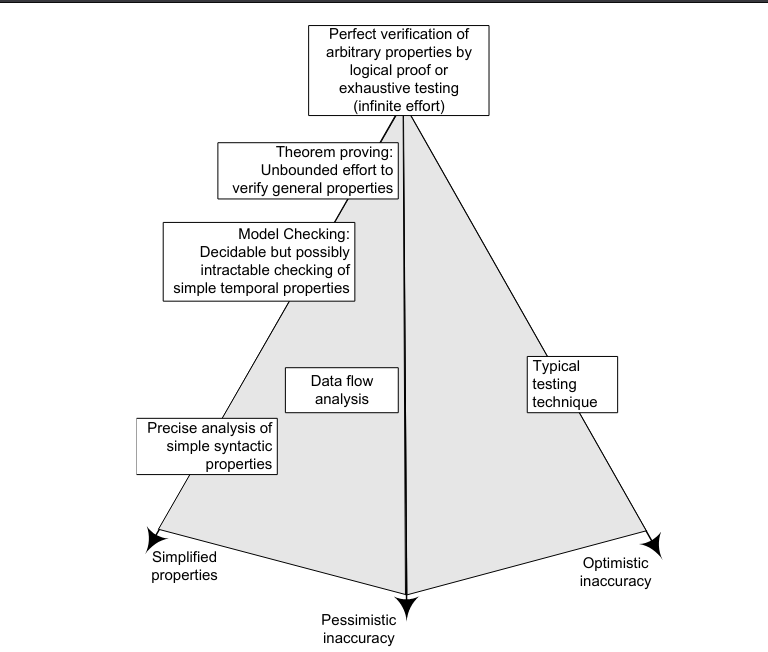 Perfect verification of
arbitrary properties by
logical proof or
exhaustive testing
(infinite effort)
Theorem proving:
Unbounded effort to
verify general properties
Model Checking:
Decidable but possibly
intractable checking of
simple temporal properties
Data flow
analysis
Typical
testing
technique
Precise analysis of
simple syntactic
properties
Simplified
properties
Optimistic
inaccuracy
Pessimistic
inaccuracy